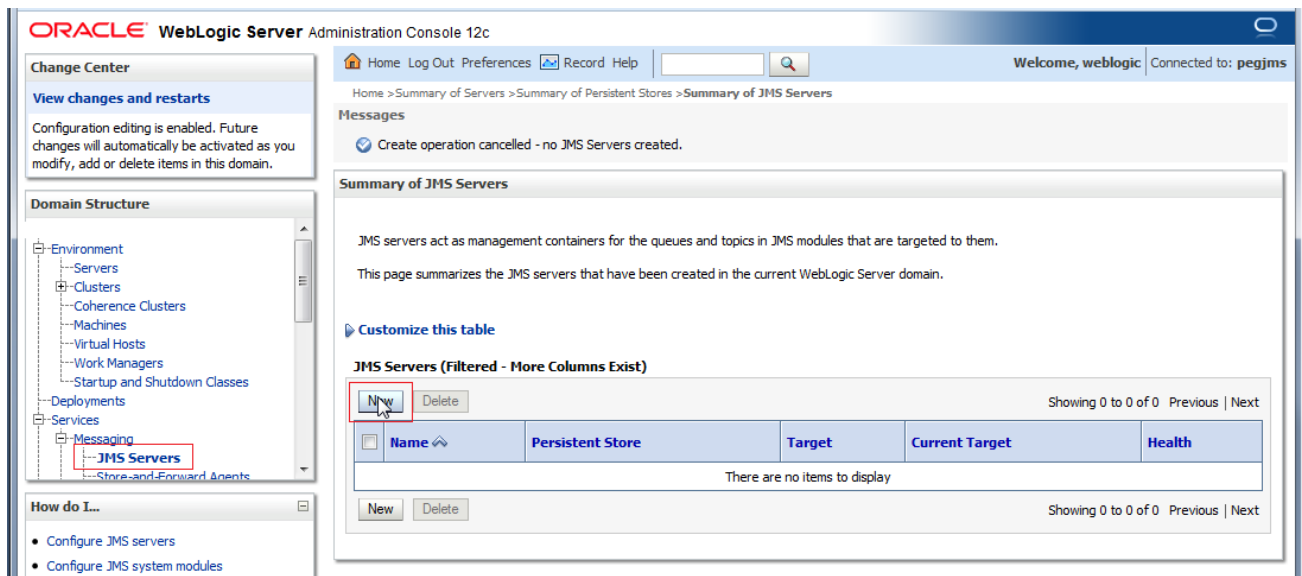 ORACLE WebLogic Server Administration Console 12c
Change Center
View changes and restarts
Configuration editing is enabled. Future
changes will automatically be activated as you
modify, add or delete items in this domain.
Domain Structure
Environment
Servers
Clusters
Coherence Clusters
Machines
Virtual Hosts
Work Managers
Startup and Shutdown Classes
Deployments
Services
Messaging
JMS Servers
Store-and-Forward Agents
How do I...
Configure JMS servers
Configure JMS system modules
Home Log Out Preferences Record Help
Welcome, weblogic Connected to: pegjms
Home >Summary of Servers >Summary of Persistent Stores >Summary of JMS Servers
Messages
Create operation cancelled - no JMS Servers created.
Summary of JMS Servers
JMS servers act as management containers for the queues and topics in JMS modules that are targeted to them.
This page summarizes the JMS servers that have been created in the current WebLogic Server domain.
Customize this table
JMS Servers (Filtered - More Columns Exist)
New Delete Showing 0 to 0 of 0 Previous | Next
Name Persistent Store Target Current Target Health
There are no items to display
New Delete Showing 0 to 0 of 0 Previous | Next